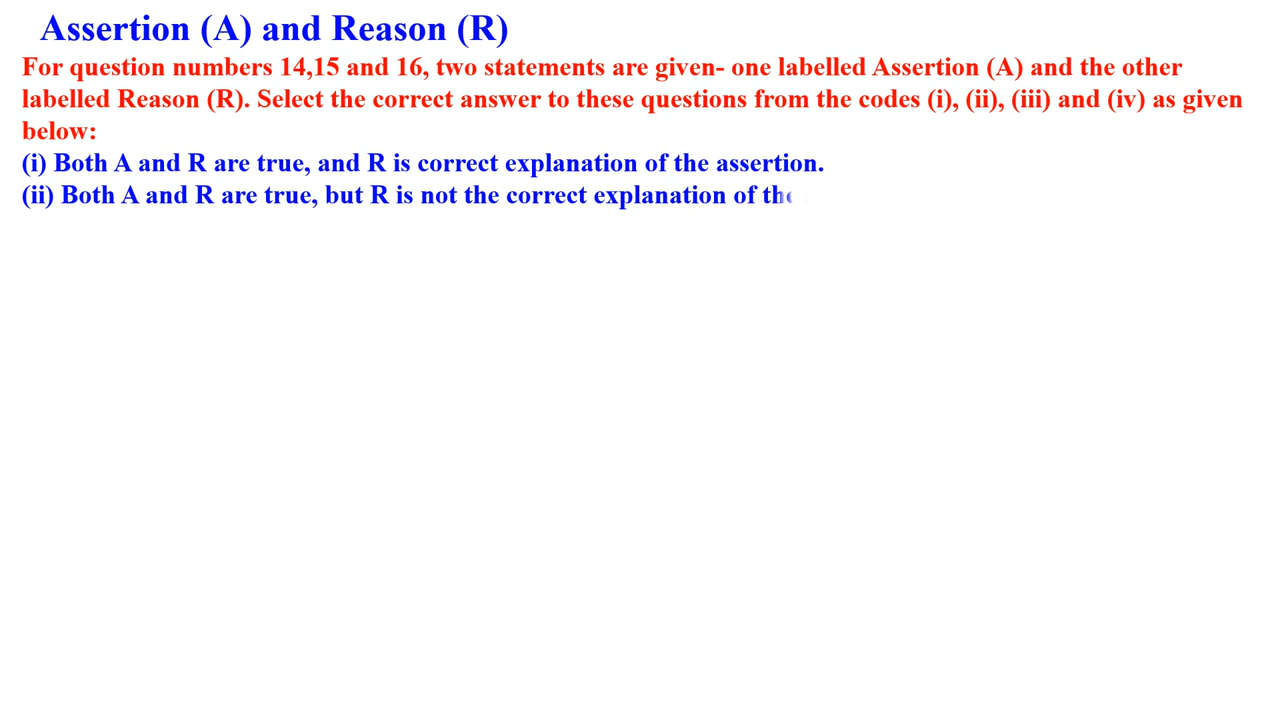 Assertion (A) and Reason (R)
For question numbers 14,15 and 16, two statements are given- one labelled Assertion (A) and the other
labelled Reason (R). Select the correct answer to these questions from the codes (i), (ii), (iii) and (iv) as given
below:
(i) Both A and R are true, and R is correct explanation of the assertion.
(ii) Both A and R are true, but R is not the correct explanation of the